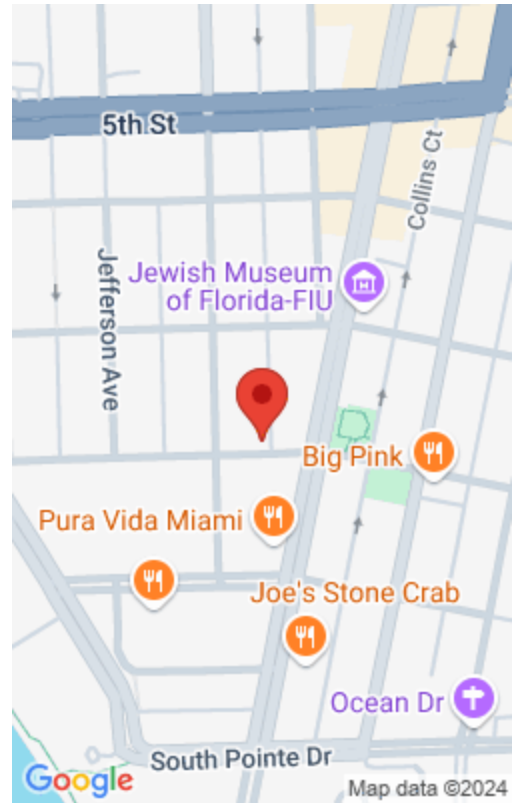 5th St
Collins Ct
Jefferson Ave
Jewish Museum
of Florida-FIU
Big Pink
Pura Vida Miami
Joe's Stone Crab
Ocean Dr
South Pointe Dr
Google
Map data ©2024